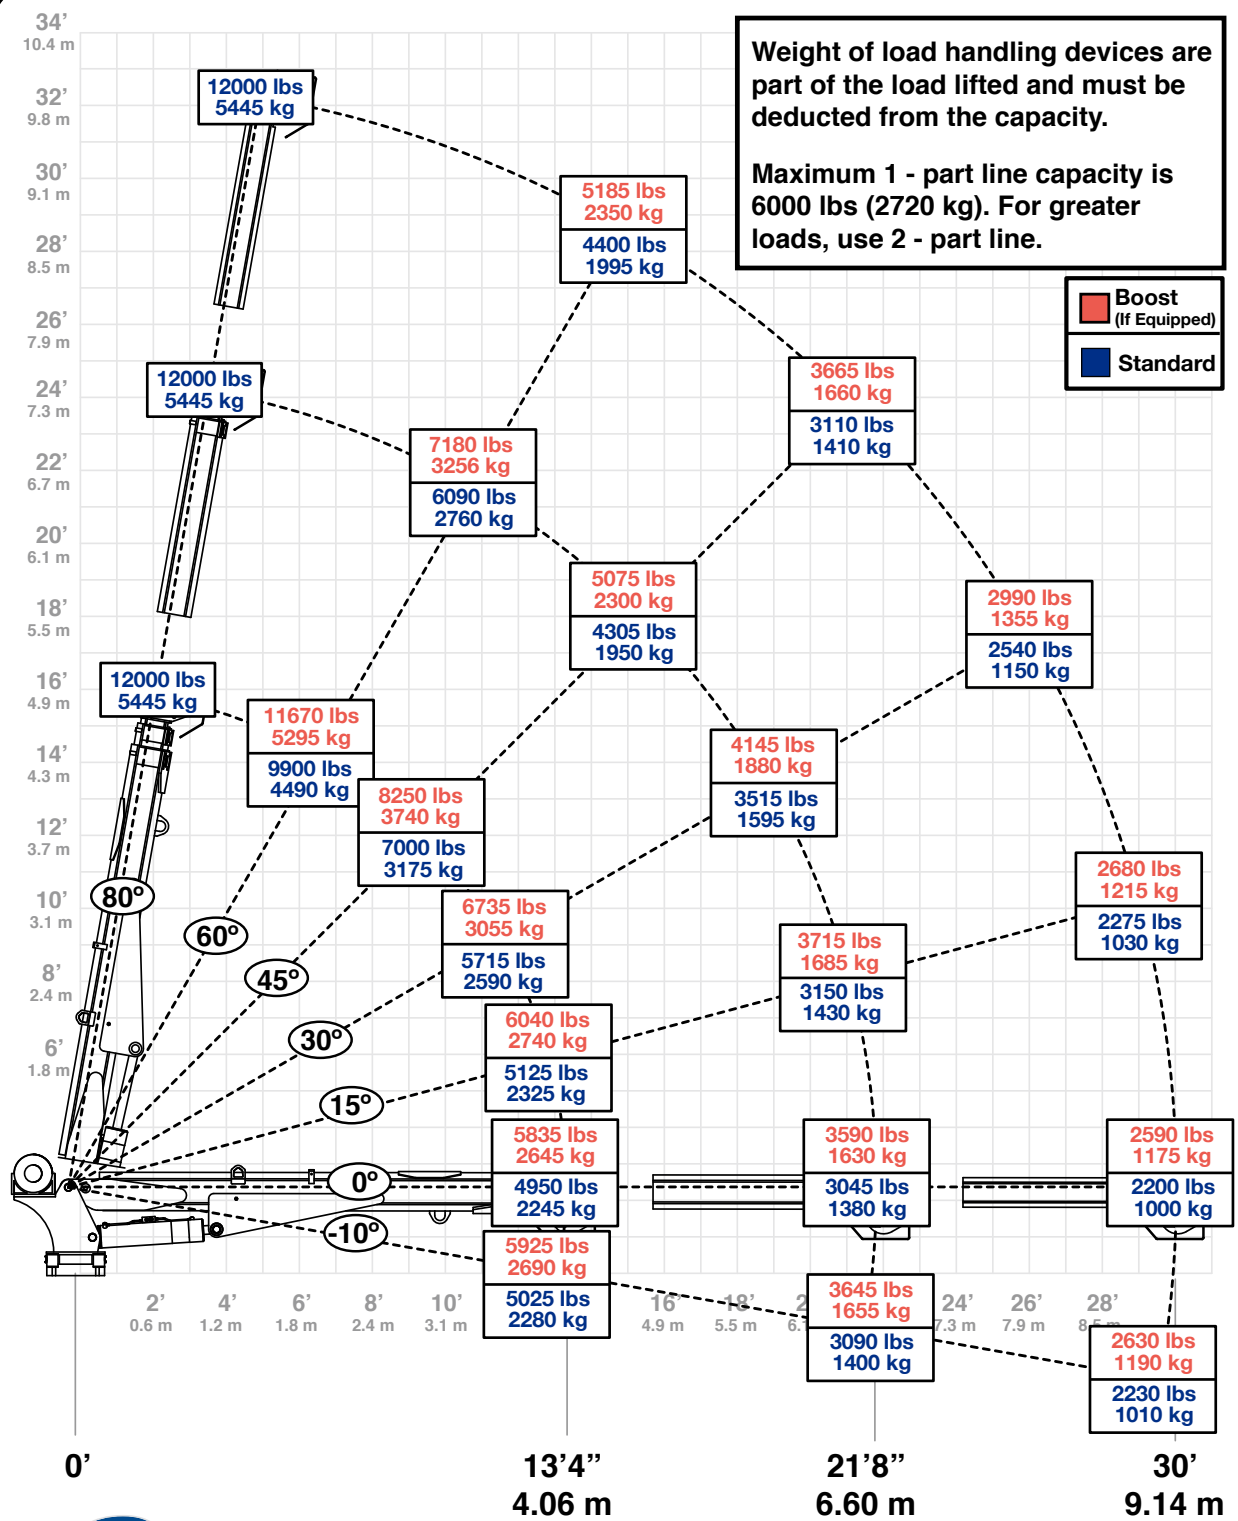 34’
10.4 m
32’
9.8 m
30’
9.1 m
28’
8.5 m
26’
7.9 m
24’
7.3 m
22’
6.7 m
20’
6.1 m
18’
5.5 m
16’
4.9 m
14’
4.3 m
12’
3.7 m
10’
3.1 m
8’
2.4 m
6’
1.8 m
Weight of load handling devices are
part of the load lifted and must be
deducted from the capacity.
Maximum 1 - part line capacity is
6000 lbs (2720 kg). For greater
loads, use 2 - part line.
Boost
(If Equipped)
Standard
12000 lbs
5445 kg
5185 lbs
2350 kg
4400 lbs
1995 kg
3665 lbs
1660 kg
3110 lbs
1410 kg
12000 lbs
5445 kg
7180 lbs
3256 kg
6090 lbs
2760 kg
5075 lbs
2300 kg
4305 lbs
1950 kg
2990 lbs
1355 kg
2540 lbs
1150 kg
12000 lbs
5445 kg
11670 lbs
5295 kg
9900 lbs
4490 kg
8250 lbs
3740 kg
7000 lbs
3175 kg
4145 lbs
1880 kg
3515 lbs
1595 kg
6735 lbs
3055 kg
5715 lbs
2590 kg
2680 lbs
1215 kg
2275 lbs
1030 kg
3715 lbs
1685 kg
3150 lbs
1430 kg
6040 lbs
2740 kg
5125 lbs
2325 kg
5835 lbs
2645 kg
4950 lbs
2245 kg
3590 lbs
1630 kg
3045 lbs
1380 kg
2590 lbs
1175 kg
2200 lbs
1000 kg
5925 lbs
2690 kg
5025 lbs
2280 kg
3645 lbs
1655 kg
3090 lbs
1400 kg
2630 lbs
1190 kg
2230 lbs
1010 kg
80º
60º
45º
30º
15º
0º
-10º
2’ 4’ 6’ 8’ 10’ 16’ 18’ 24’ 26’ 28’
0.6 m 1.2 m 1.8 m 2.4 m 3.1 m 4.9 m 5.5 m 7.3 m 7.9 m
0’ 13’4” 21’8” 30’
4.06 m 6.60 m 9.14 m